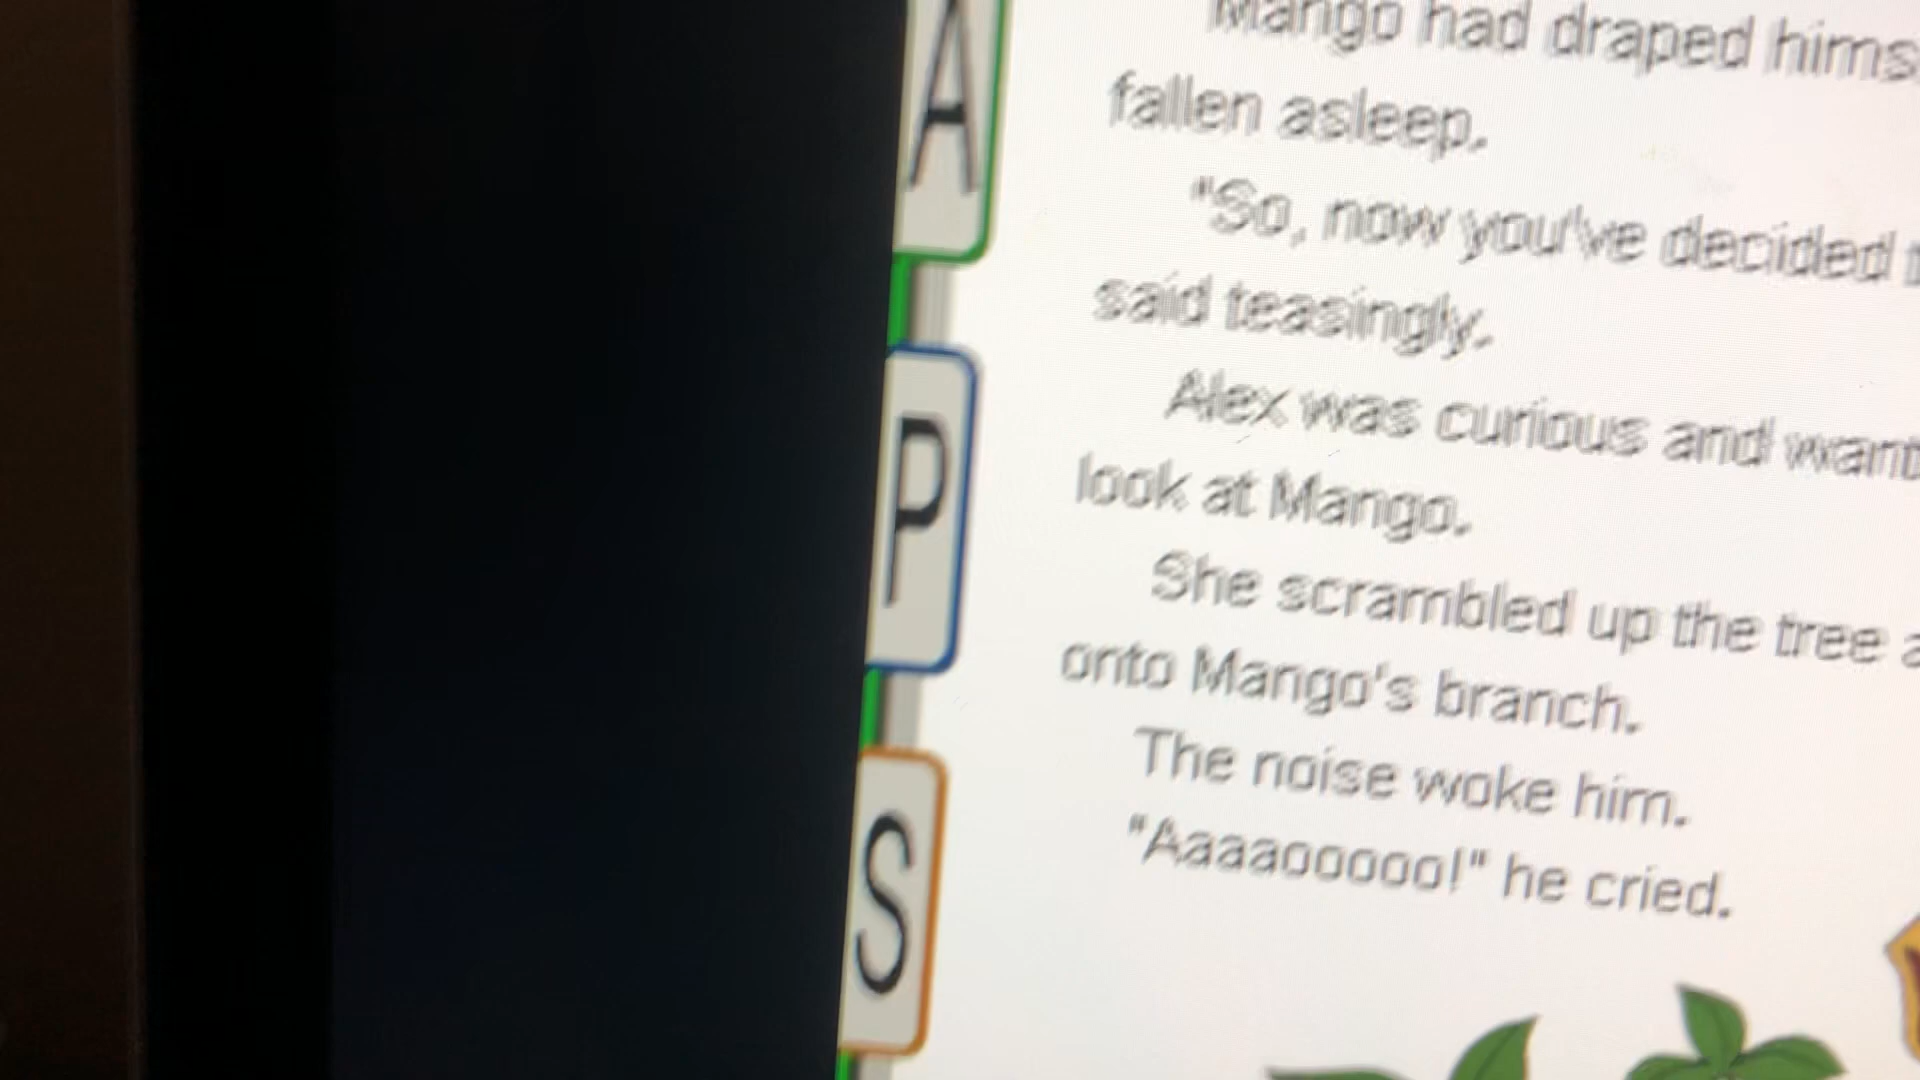 A
P
S
Mango had draped hims
fallen asleep.
"So, now you've decided
said teasingly.
Alex was curious and want
look at Mango.
She scrambled up the tree
onto Mango's branch.
The noise woke him.
"Aaaaooooo!" he cried.